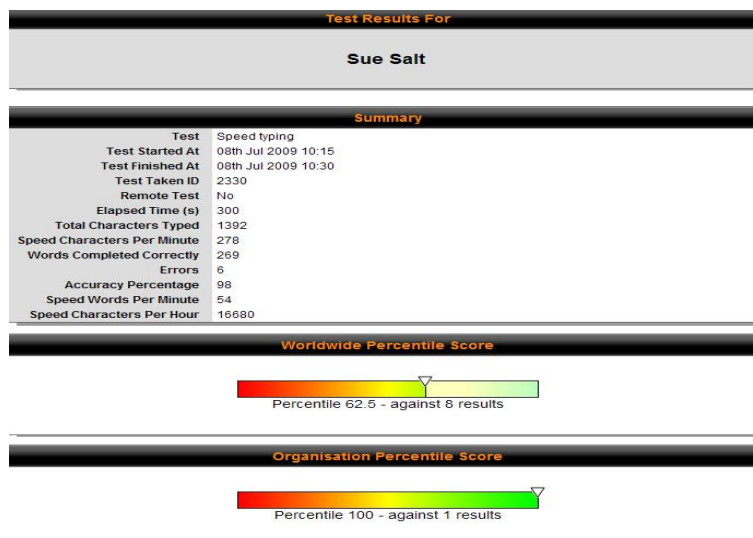 Test Results For
Sue Salt
Summary
Test Speed typing
Test Started At 08th Jul 2009 10:15
Test Finished At 08th Jul 2009 10:30
Test Taken ID 2330
Remote Test No
Elapsed Time (s) 300
Total Characters Typed 1392
Speed Characters Per Minute 278
Words Completed Correctly 269
Errors 6
Accuracy Percentage 98
Speed Words Per Minute 54
Speed Characters Per Hour 16680
Worldwide Percentile Score
Percentile 62.5 - against 8 results
Organisation Percentile Score
Percentile 100 - against 1 results